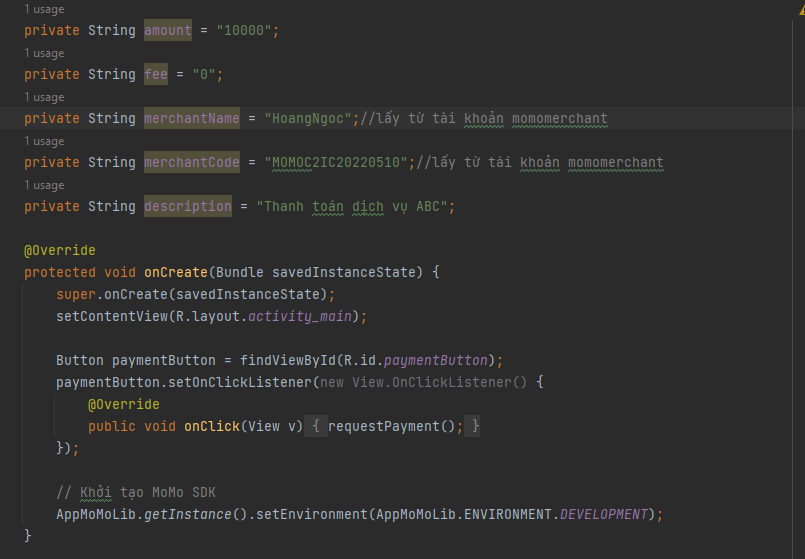 1 usage
private String amount = "10000";
1 usage
private String fee = "0";
1 usage
private String merchantName = "HoangNgoc";//lấy từ tài khoản momomerchant
1 usage
private String merchantCode = "MOMOC2IC20220510";//lấy từ tài khoản momomerchant
1 usage
private String description = "Thanh toán dịch vụ ABC";
@Override
protected void onCreate(Bundle savedInstanceState) {
super.onCreate(savedInstanceState);
setContentView(R.layout.activity_main);
Button paymentButton = findViewById(R.id.paymentButton);
paymentButton.setOnClickListener(new View.OnClickListener() {
@Override
public void onClick(View v) { requestPayment(); }
});
// Khởi tạo MoMo SDK
AppMoMoLib.getInstance().setEnvironment(AppMoMoLib.ENVIRONMENT.DEVELOPMENT);
}